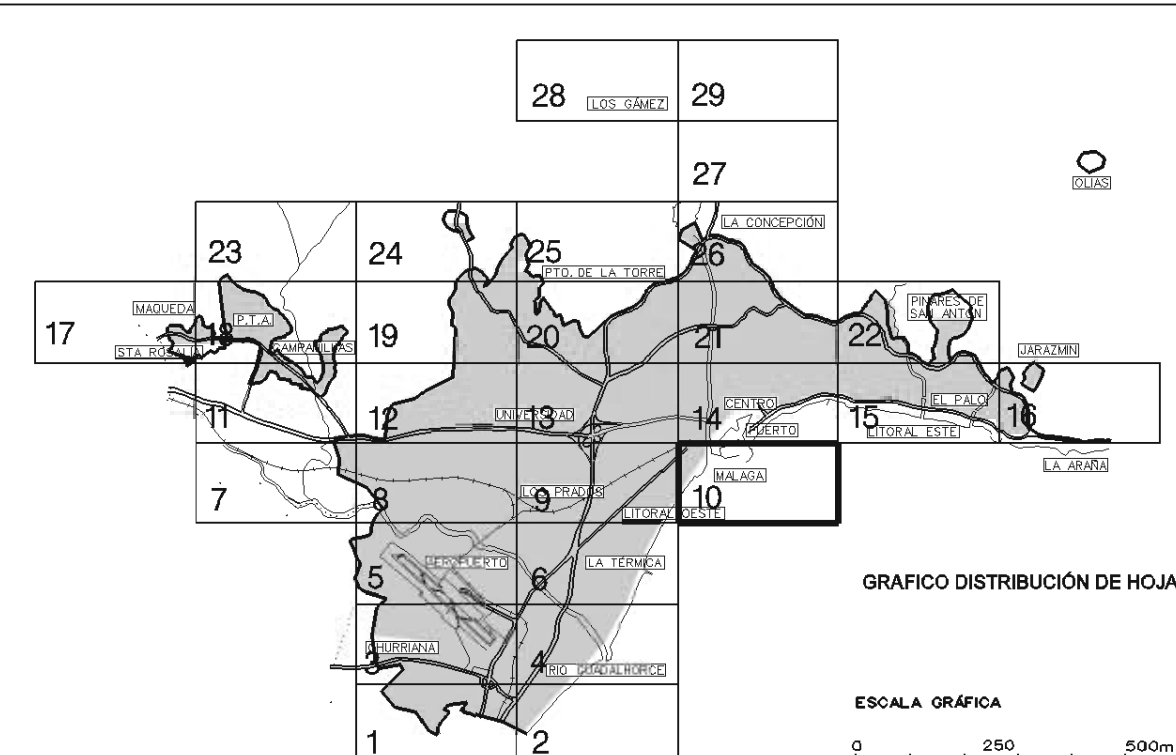 28 LOS GÁMEZ 29
27
OLIAS
LA CONCEPCIÓN
23 24 25 26
PTO. DE LA TORRE
MAQUEDA
P.T.A.
PINARES DE
SAN ANTÓN
17 18 19 20 21 22
STA ROSALIA CAMPANILLAS
JARAZMIN
CENTRO
EL PALO
11 12 UNIVERSIDAD 13 14 15 16
PUERTO LITORAL ESTE
LA ARAÑA
MALAGA
7 8 LOS PRADOS 9 10
LITORAL OESTE
AEROPUERTO LA TÉRMICA
5 6
GRAFICO DISTRIBUCIÓN DE HOJA
CHURRIANA
3 4 RIO GUADALHORCE
ESCALA GRÁFICA
1 2
0 250 500m